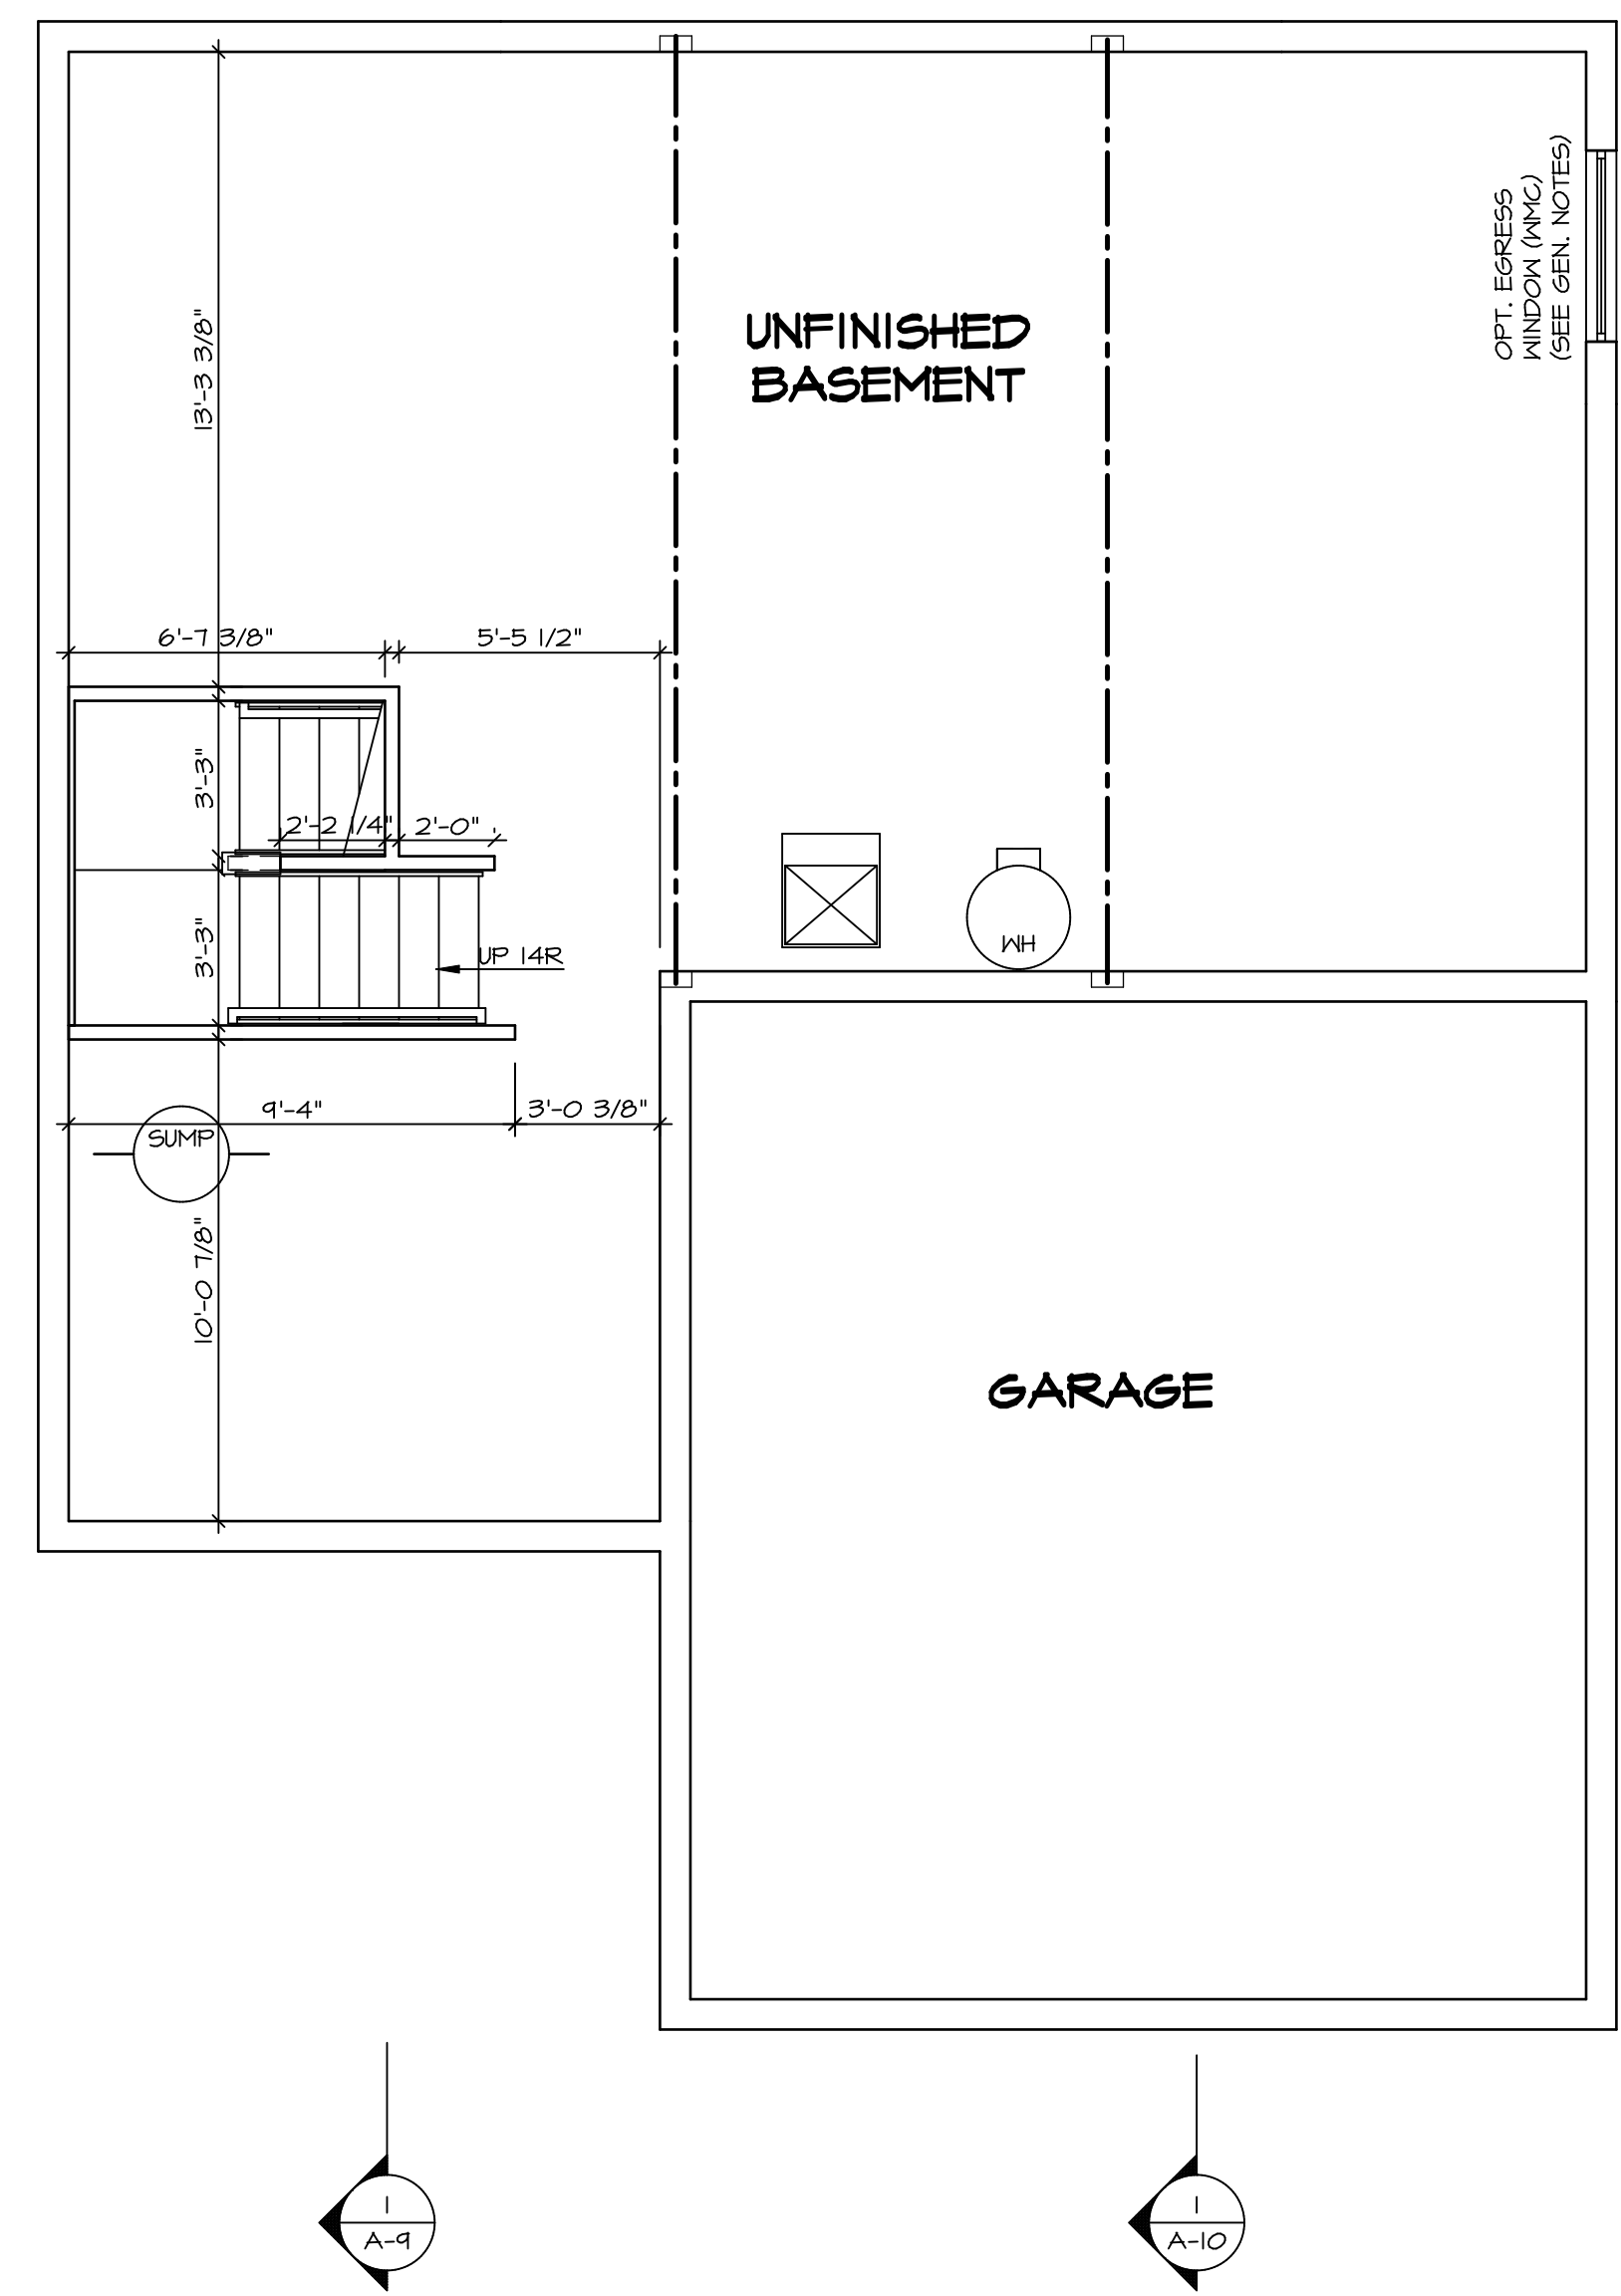 OPT. EGRESS
WINDOW (WMC)
(SEE GEN. NOTES)
13'-3 3/8"
UNFINISHED
BASEMENT
6'-7 3/8"
5'-5 1/2"
3'-3"
2'-2 1/4"
2'-0"
3'-3"
UP 14R
WH
9'-4"
3'-0 3/8"
SUMP
10'-0 7/8"
GARAGE
1
A-9
1
A-10